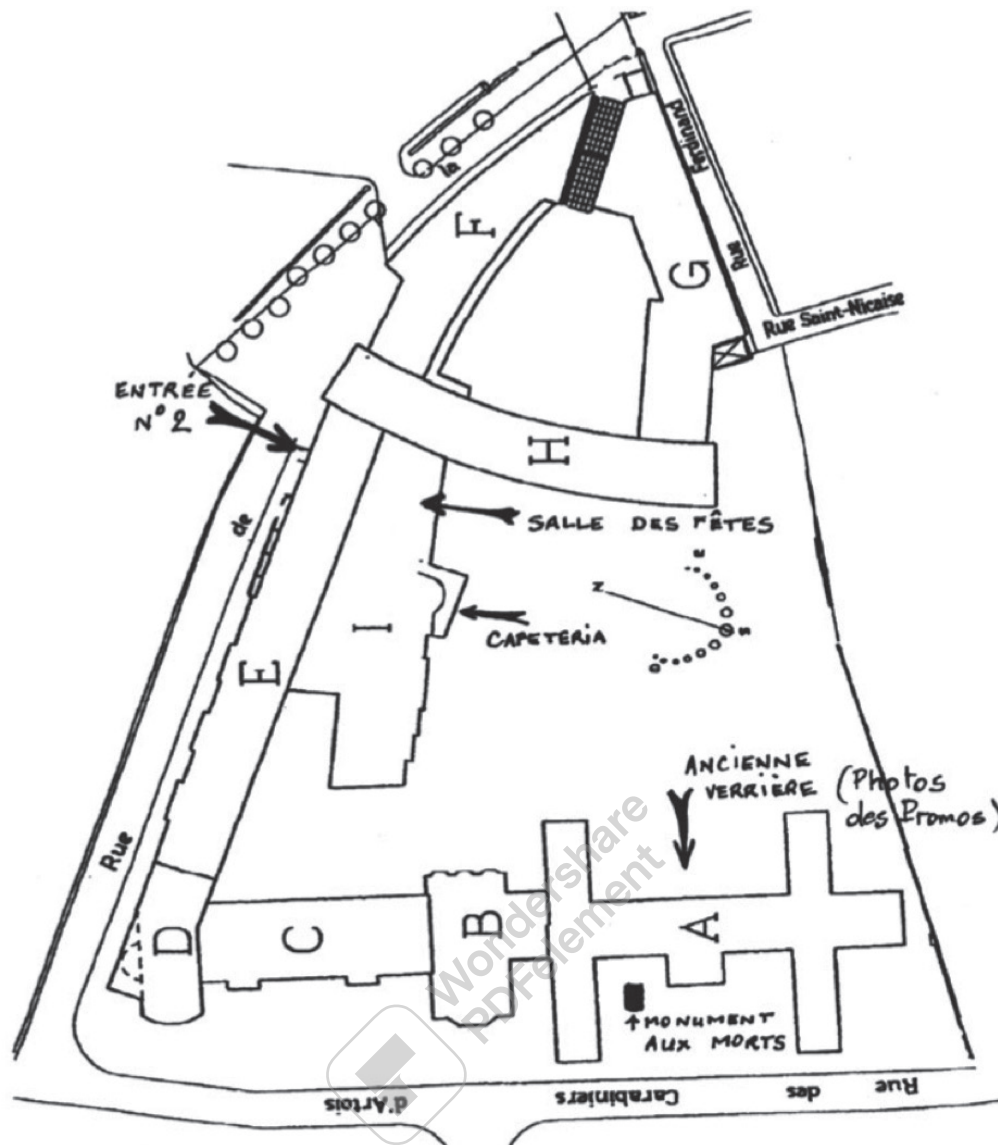 Ferdinand
Rue
la
F
G
Rue Saint-Nicaise
ENTRÉE
N° 2
H
de
SALLE DES FÊTES
I
CAFETERIA
N
E
ANCIENNE
VERRIÈRE
(Photos
des Promos)
Rue
D
C
B
A
Wondershare
PDFelement
↑ MONUMENT
AUX MORTS
Rue des Carabiniers d'Artois